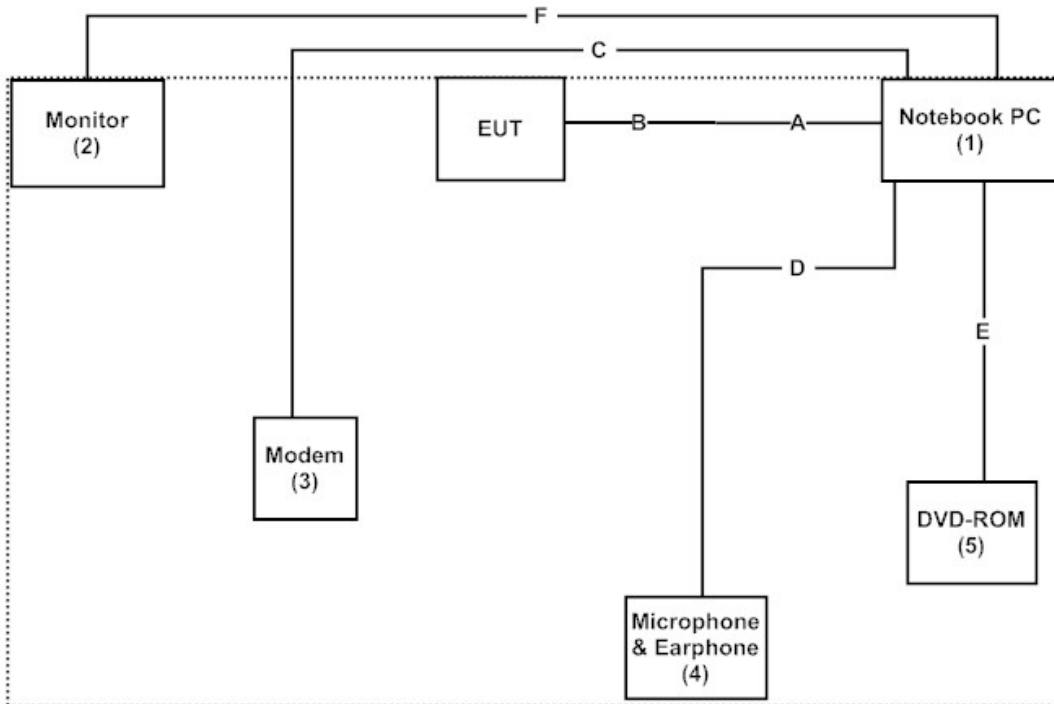 F
C
Monitor
(2)
EUT
B
A
Notebook PC
(1)
D
E
Modem
(3)
DVD-ROM
(5)
Microphone
& Earphone
(4)